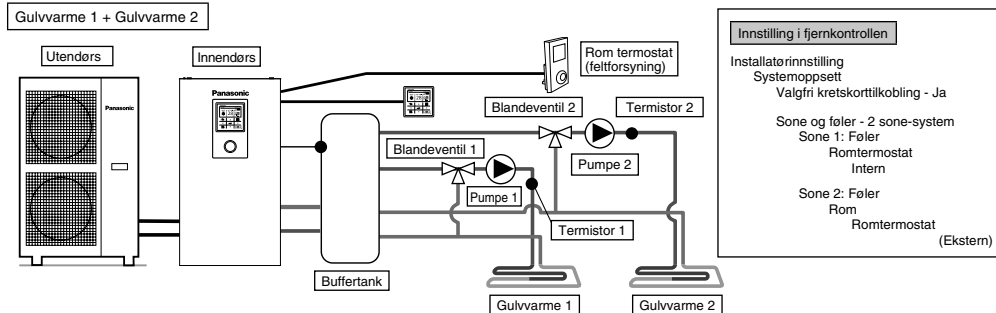 Gulvvarme 1 + Gulvvarme 2
Utendørs
Innendørs
Panasonic
Panasonic
Rom termostat
(feltforsyning)
Blandeventil 2
Termistor 2
Blandeventil 1
Pumpe 2
Pumpe 1
Termistor 1
Buffertank
Gulvvarme 1
Gulvvarme 2
Innstilling i fjernkontrollen
Installatørinnstilling
Systemoppsett
Valgfri kretskorttilkobling - Ja
Sone og føler - 2 sone-system
Sone 1: Føler
Romtermostat
Intern
Sone 2: Føler
Rom
Romtermostat
(Ekstern)